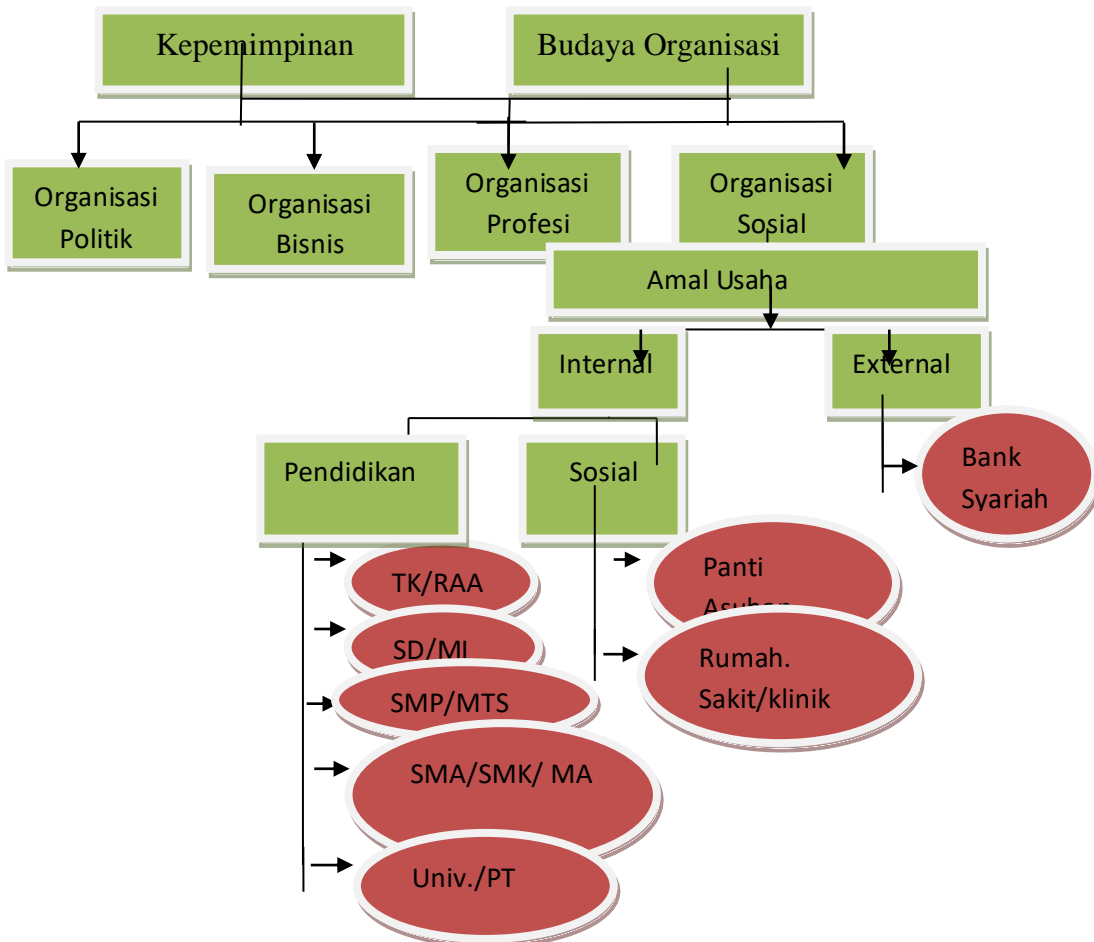 Kepemimpinan
Budaya Organisasi
Organisasi
Politik
Organisasi
Bisnis
Organisasi
Profesi
Organisasi
Sosial
Amal Usaha
Internal
External
Pendidikan
Sosial
Bank
Syariah
TK/RAA
SD/MI
SMP/MTS
SMA/SMK/ MA
Univ./PT
Panti
Asuhan
Rumah.
Sakit/klinik